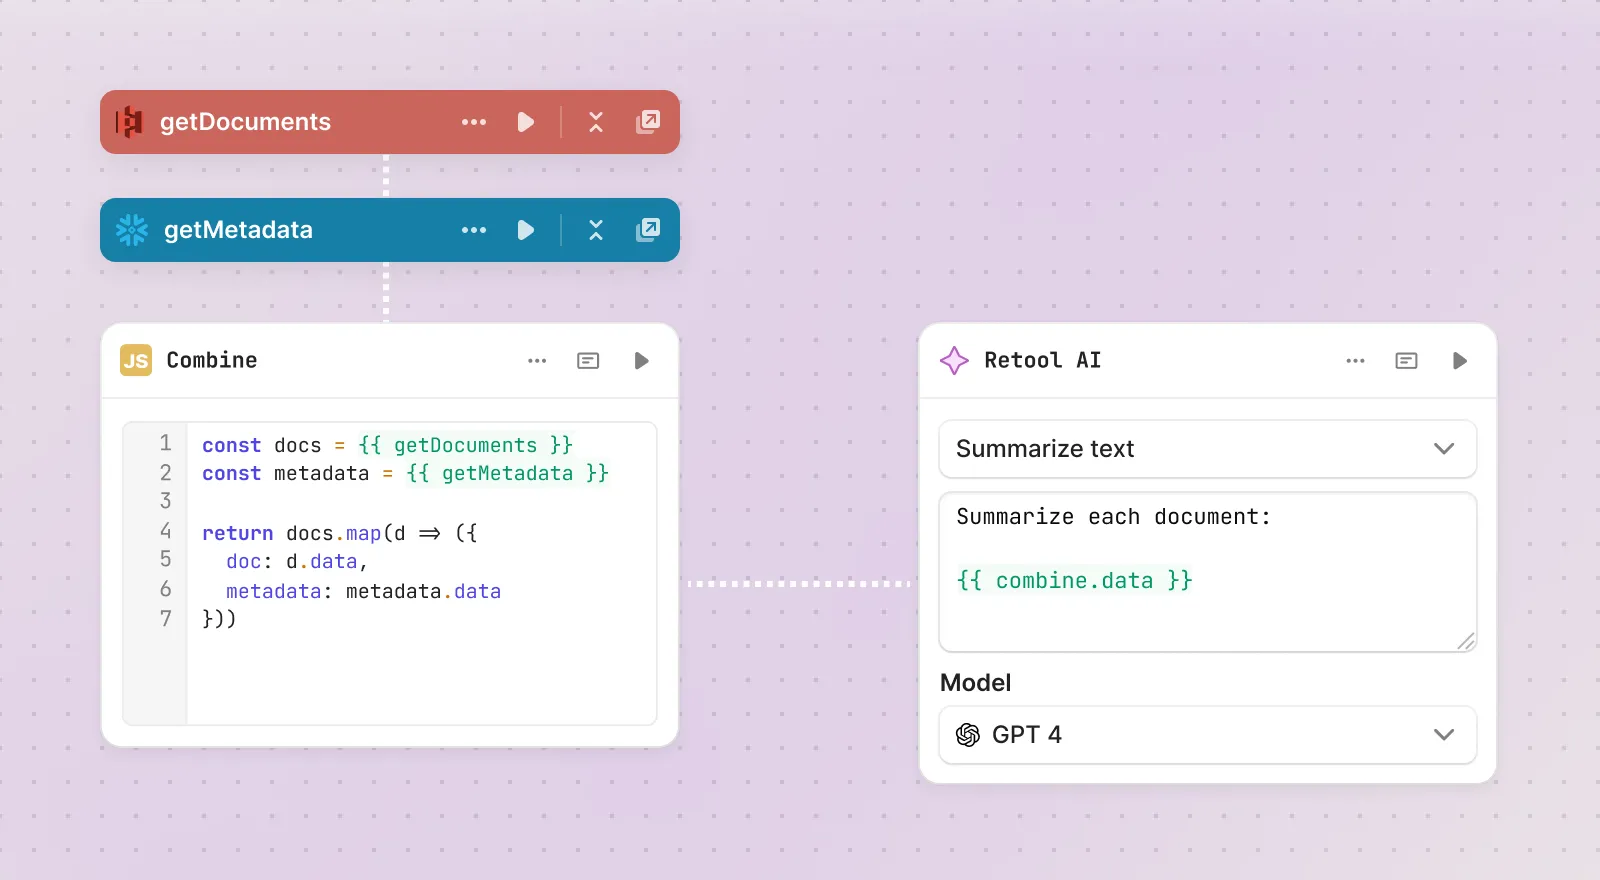 getDocuments
getMetadata
JS Combine
1 const docs = {{ getDocuments }}
2 const metadata = {{ getMetadata }}
3
4 return docs.map(d => ({
5 doc: d.data,
6 metadata: metadata.data
7 }))
Retool AI
Summarize text
Summarize each document:
{{ combine.data }}
Model
GPT 4